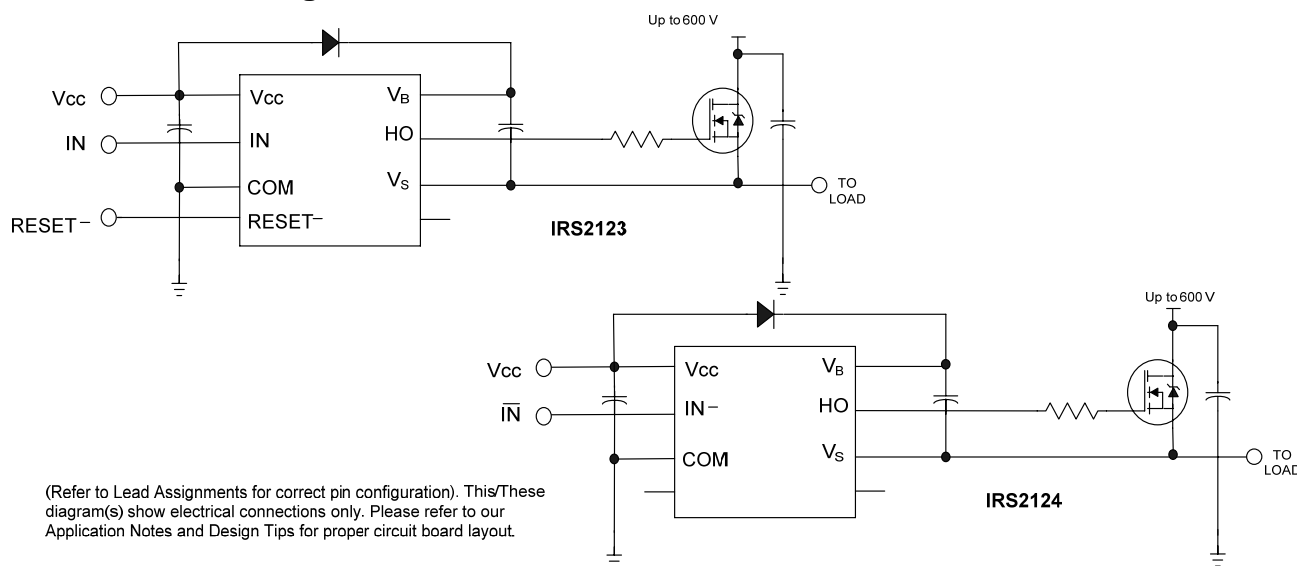 Up to 600 V
Vcc
Vcc
VB
IN
IN
HO
COM
VS
TO
LOAD
RESET–
RESET–
IRS2123
Up to 600 V
Vcc
Vcc
VB
IN
IN–
HO
COM
VS
TO
LOAD
IRS2124
(Refer to Lead Assignments for correct pin configuration). This/These
diagram(s) show electrical connections only. Please refer to our
Application Notes and Design Tips for proper circuit board layout.